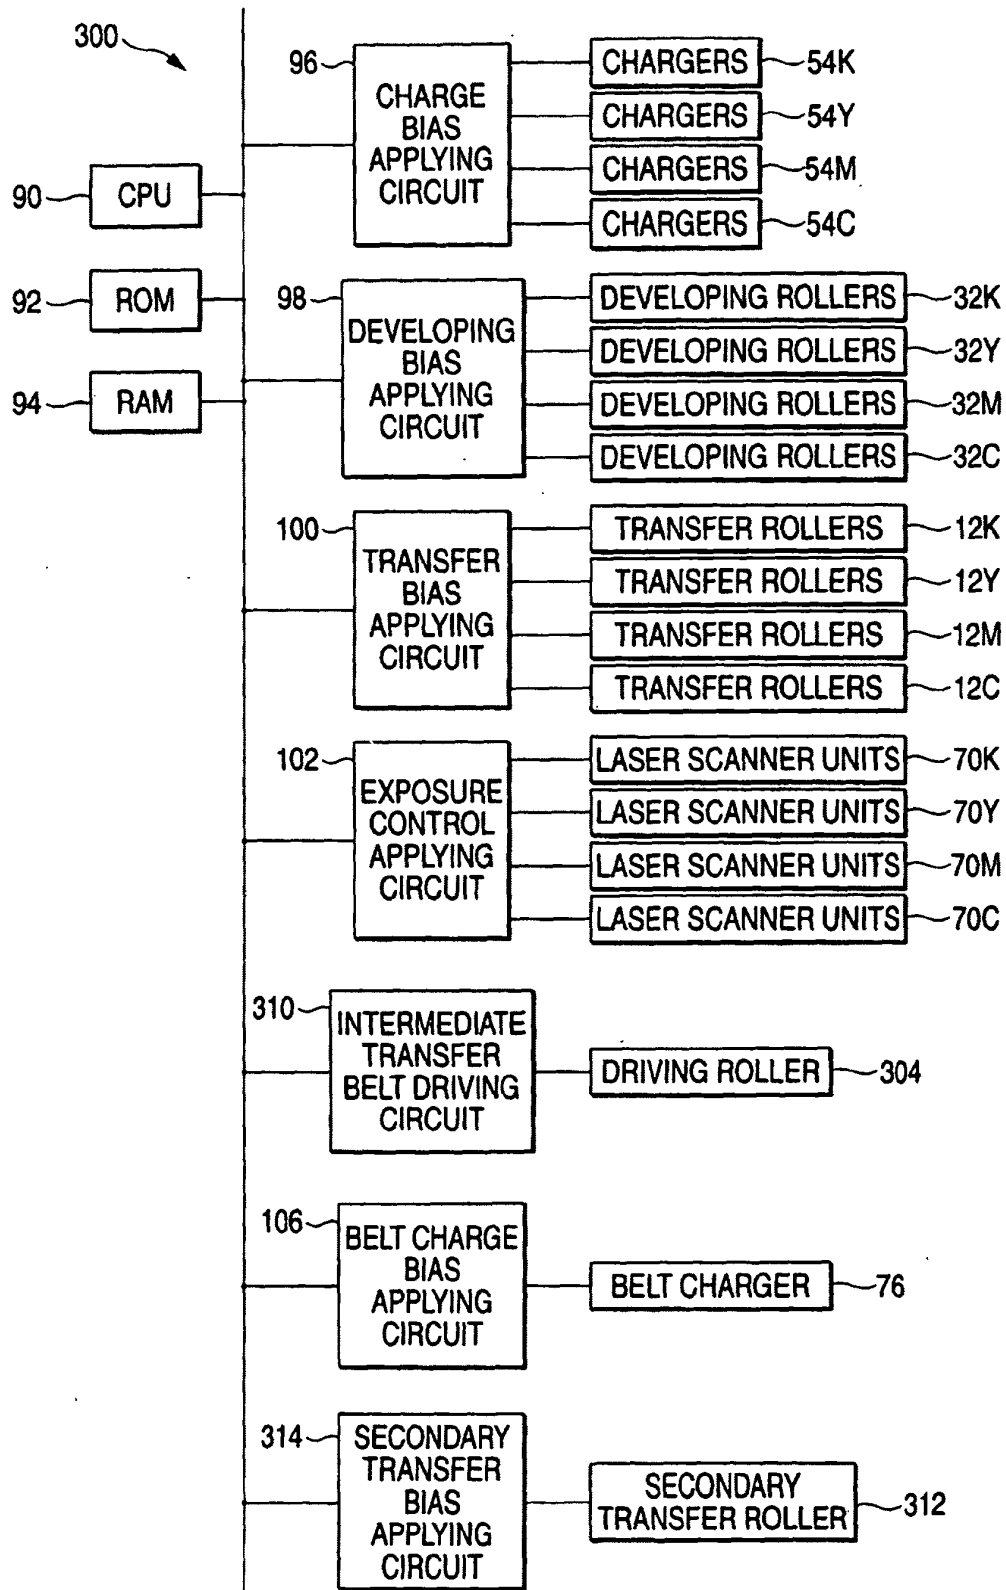 300
90
CPU
92
ROM
94
RAM
96
CHARGE
BIAS
APPLYING
CIRCUIT
CHARGERS
54K
CHARGERS
54Y
CHARGERS
54M
CHARGERS
54C
98
DEVELOPING
BIAS
APPLYING
CIRCUIT
DEVELOPING ROLLERS
32K
DEVELOPING ROLLERS
32Y
DEVELOPING ROLLERS
32M
DEVELOPING ROLLERS
32C
100
TRANSFER
BIAS
APPLYING
CIRCUIT
TRANSFER ROLLERS
12K
TRANSFER ROLLERS
12Y
TRANSFER ROLLERS
12M
TRANSFER ROLLERS
12C
102
EXPOSURE
CONTROL
APPLYING
CIRCUIT
LASER SCANNER UNITS
70K
LASER SCANNER UNITS
70Y
LASER SCANNER UNITS
70M
LASER SCANNER UNITS
70C
310
INTERMEDIATE
TRANSFER
BELT DRIVING
CIRCUIT
DRIVING ROLLER
304
106
BELT CHARGE
BIAS
APPLYING
CIRCUIT
BELT CHARGER
76
314
SECONDARY
TRANSFER
BIAS
APPLYING
CIRCUIT
SECONDARY
TRANSFER ROLLER
312